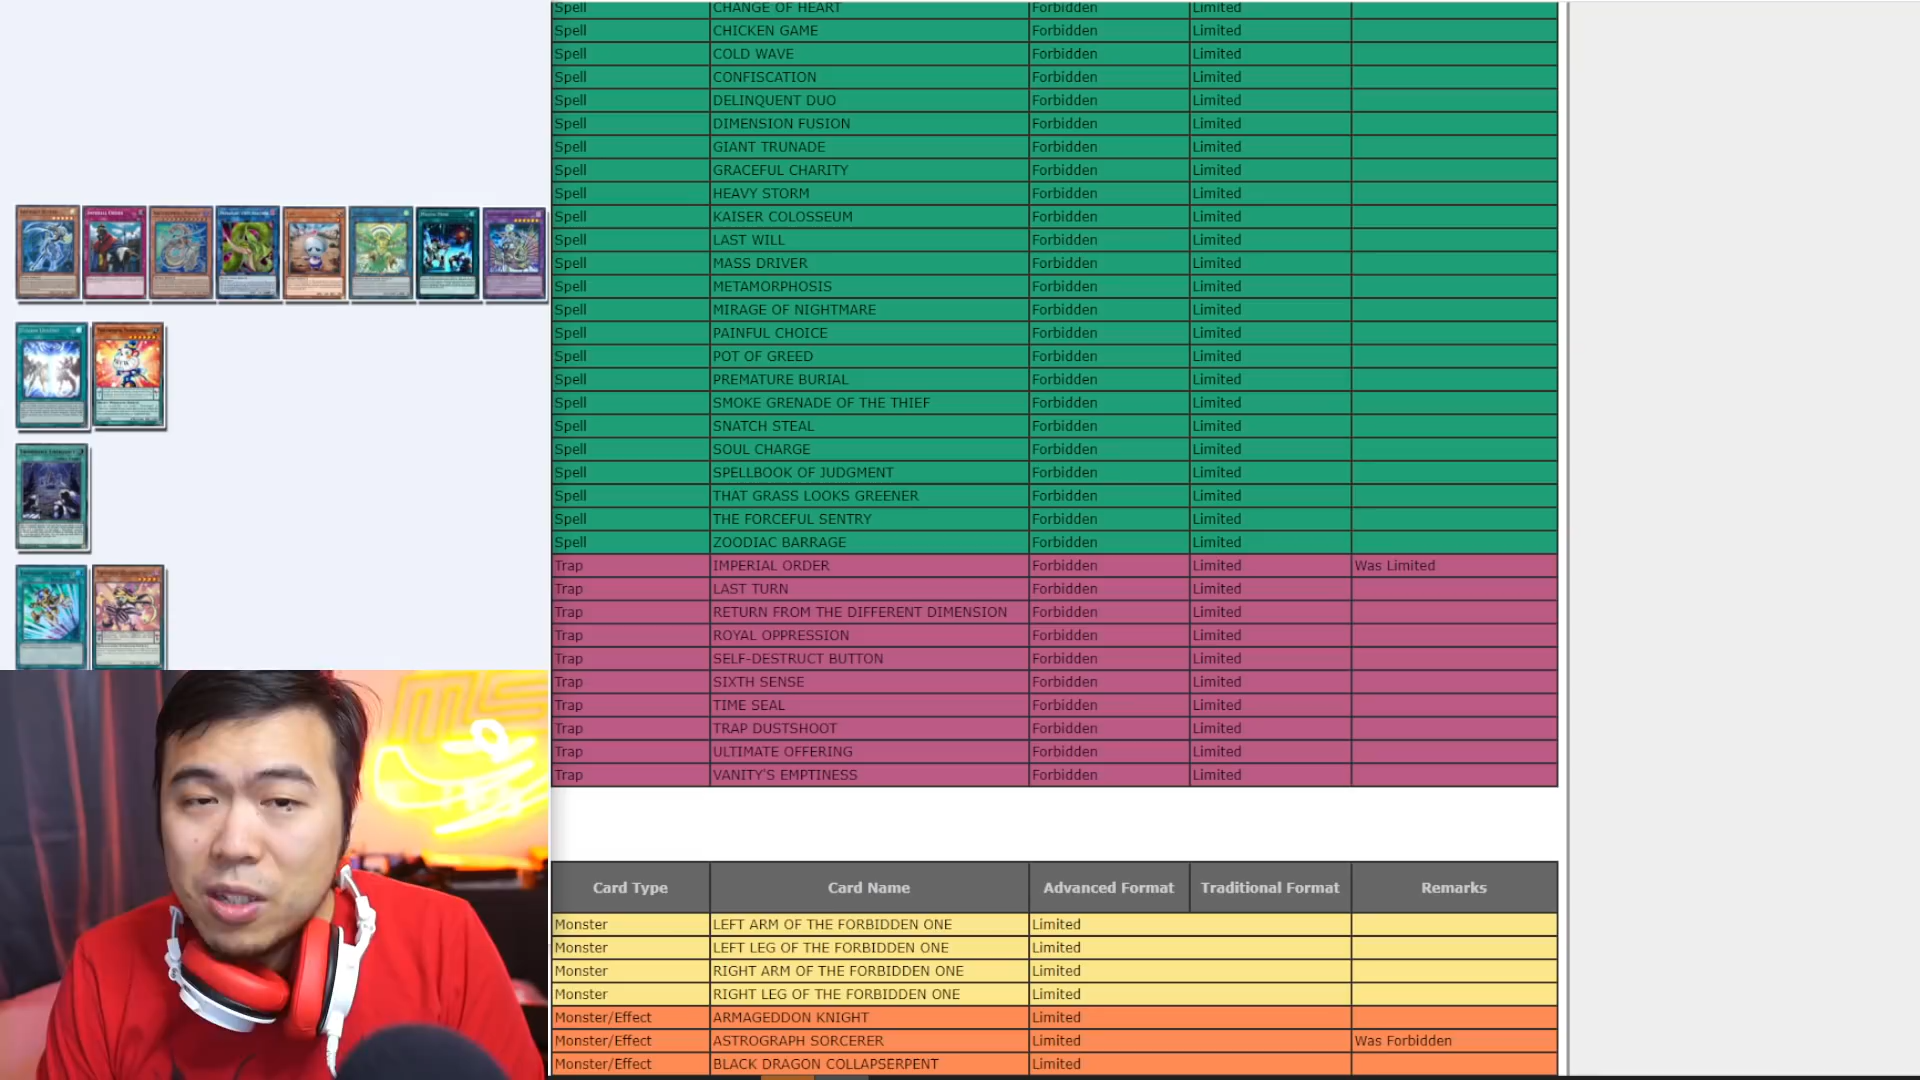 Spell CHANGE OF HEART Forbidden Limited
Spell CHICKEN GAME Forbidden Limited
Spell COLD WAVE Forbidden Limited
Spell CONFISCATION Forbidden Limited
Spell DELINQUENT DUO Forbidden Limited
Spell DIMENSION FUSION Forbidden Limited
Spell GIANT TRUNADE Forbidden Limited
Spell GRACEFUL CHARITY Forbidden Limited
Spell HEAVY STORM Forbidden Limited
Spell KAISER COLOSSEUM Forbidden Limited
Spell LAST WILL Forbidden Limited
Spell MASS DRIVER Forbidden Limited
Spell METAMORPHOSIS Forbidden Limited
Spell MIRAGE OF NIGHTMARE Forbidden Limited
Spell PAINFUL CHOICE Forbidden Limited
Spell POT OF GREED Forbidden Limited
Spell PREMATURE BURIAL Forbidden Limited
Spell SMOKE GRENADE OF THE THIEF Forbidden Limited
Spell SNATCH STEAL Forbidden Limited
Spell SOUL CHARGE Forbidden Limited
Spell SPELLBOOK OF JUDGMENT Forbidden Limited
Spell THAT GRASS LOOKS GREENER Forbidden Limited
Spell THE FORCEFUL SENTRY Forbidden Limited
Spell ZOODIAC BARRAGE Forbidden Limited
Trap IMPERIAL ORDER Forbidden Limited Was Limited
Trap LAST TURN Forbidden Limited
Trap RETURN FROM THE DIFFERENT DIMENSION Forbidden Limited
Trap ROYAL OPPRESSION Forbidden Limited
Trap SELF-DESTRUCT BUTTON Forbidden Limited
Trap SIXTH SENSE Forbidden Limited
Trap TIME SEAL Forbidden Limited
Trap TRAP DUSTSHOOT Forbidden Limited
Trap ULTIMATE OFFERING Forbidden Limited
Trap VANITY'S EMPTINESS Forbidden Limited
Card Type Card Name Advanced Format Traditional Format Remarks
Monster LEFT ARM OF THE FORBIDDEN ONE Limited
Monster LEFT LEG OF THE FORBIDDEN ONE Limited
Monster RIGHT ARM OF THE FORBIDDEN ONE Limited
Monster RIGHT LEG OF THE FORBIDDEN ONE Limited
Monster/Effect ARMAGEDDON KNIGHT Limited
Monster/Effect ASTROGRAPH SORCERER Limited Was Forbidden
Monster/Effect BLACK DRAGON COLLAPSERPENT Limited